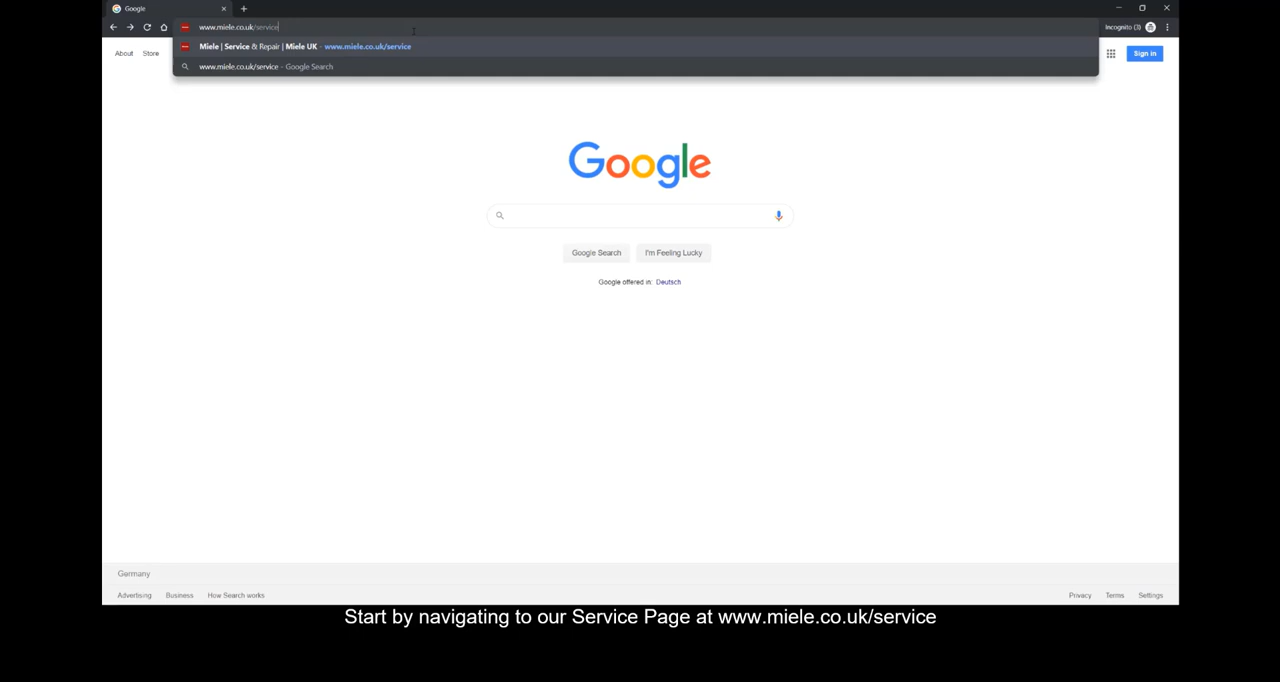 Google
www.miele.co.uk/service
Incognito (3)
Miele | Service & Repair | Miele UK - www.miele.co.uk/service
www.miele.co.uk/service - Google Search
About Store
Sign in
Google
Google Search I'm Feeling Lucky
Google offered in: Deutsch
Germany
Advertising Business How Search works Privacy Terms Settings
Start by navigating to our Service Page at www.miele.co.uk/service